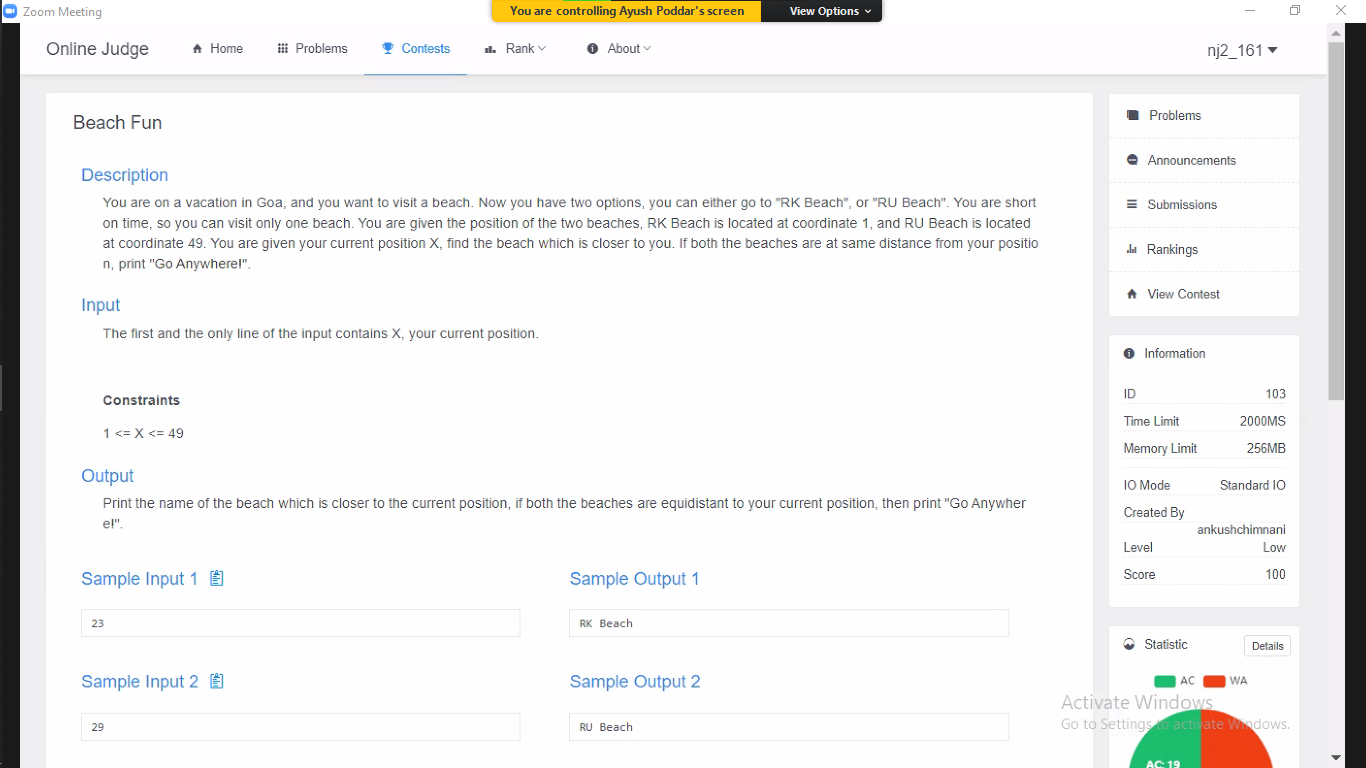 Zoom Meeting
You are controlling Ayush Poddar's screen
View Options
Online Judge
Home
Problems
Contests
Rank
About
nj2_161
Beach Fun
Description
You are on a vacation in Goa, and you want to visit a beach. Now you have two options, you can either go to "RK Beach", or "RU Beach". You are short
on time, so you can visit only one beach. You are given the position of the two beaches, RK Beach is located at coordinate 1, and RU Beach is located
at coordinate 49. You are given your current position X, find the beach which is closer to you. If both the beaches are at same distance from your positio
n, print "Go Anywhere!".
Input
The first and the only line of the input contains X, your current position.
Constraints
1 <= X <= 49
Output
Print the name of the beach which is closer to the current position, if both the beaches are equidistant to your current position, then print "Go Anywher
e!".
Sample Input 1
Sample Output 1
23
RK Beach
Sample Input 2
Sample Output 2
29
RU Beach
Problems
Announcements
Submissions
Rankings
View Contest
Information
ID 103
Time Limit 2000MS
Memory Limit 256MB
IO Mode Standard IO
Created By
ankushchimnani
Level Low
Score 100
Statistic
Details
AC WA
Activate Windows
Go to Settings to activate Windows.
AC: 19